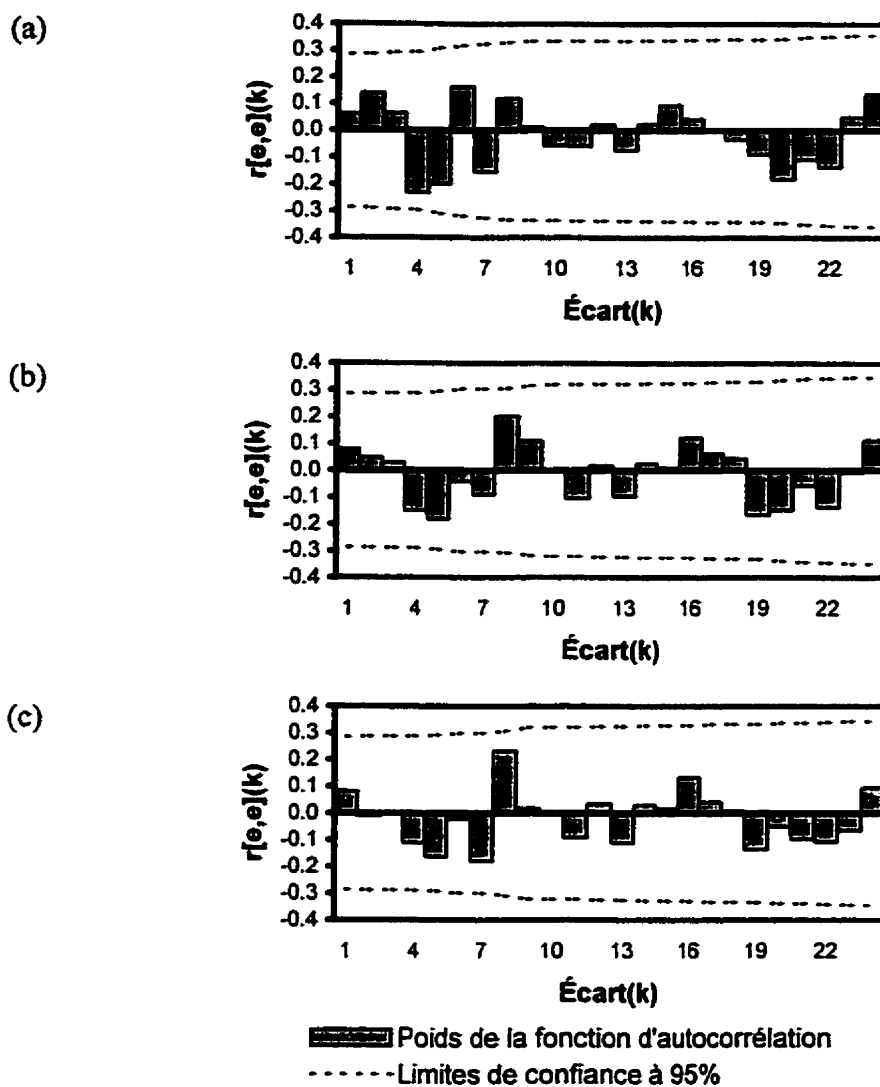 (a)
r[e,e](k)
0.4
0.3
0.2
0.1
0.0
-0.1
-0.2
-0.3
-0.4
1 4 7 10 13 16 19 22
Écart(k)
(b)
r[e,e](k)
0.4
0.3
0.2
0.1
0.0
-0.1
-0.2
-0.3
-0.4
1 4 7 10 13 16 19 22
Écart(k)
(c)
r[e,e](k)
0.4
0.3
0.2
0.1
0.0
-0.1
-0.2
-0.3
-0.4
1 4 7 10 13 16 19 22
Écart(k)
Poids de la fonction d'autocorrélation
Limites de confiance à 95%